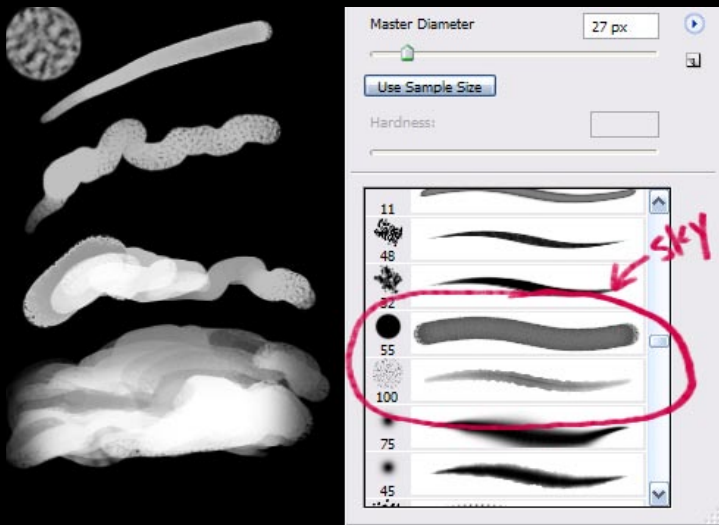 Master Diameter
27 px
Use Sample Size
Hardness:
11
48
sky
32
55
100
75
45